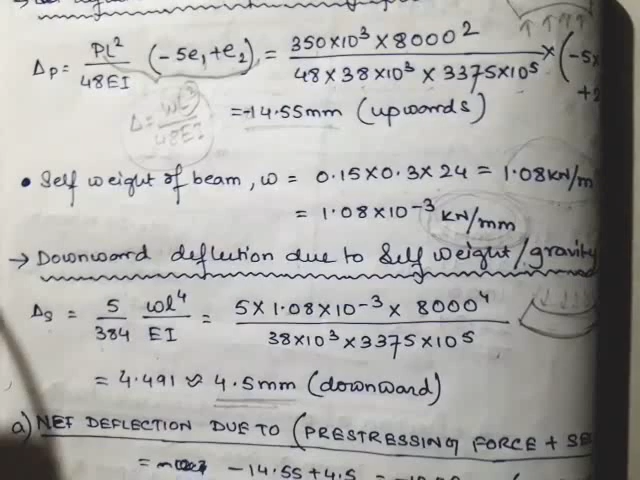 Δp = PL²/48EI (-5e₁+e₂) = 350×10³ × 8000² / 48 × 38×10³ × 3375×10⁵ × (-5×
+2
= -14.55mm (upwards)
Δ = WL³/48EI
• Self weight of beam, w = 0.15×0.3×24 = 1.08kN/m
= 1.08×10⁻³ kN/mm
→ Downward deflection due to Self weight/gravity
Δs = 5/384 wl⁴/EI = 5×1.08×10⁻³ × 8000⁴ / 38×10³ × 3375×10⁵
= 4.491 ≈ 4.5mm (downward)
a) NET DEFLECTION DUE TO (PRESTRESSING FORCE + SE
= -14.55+4.5 =